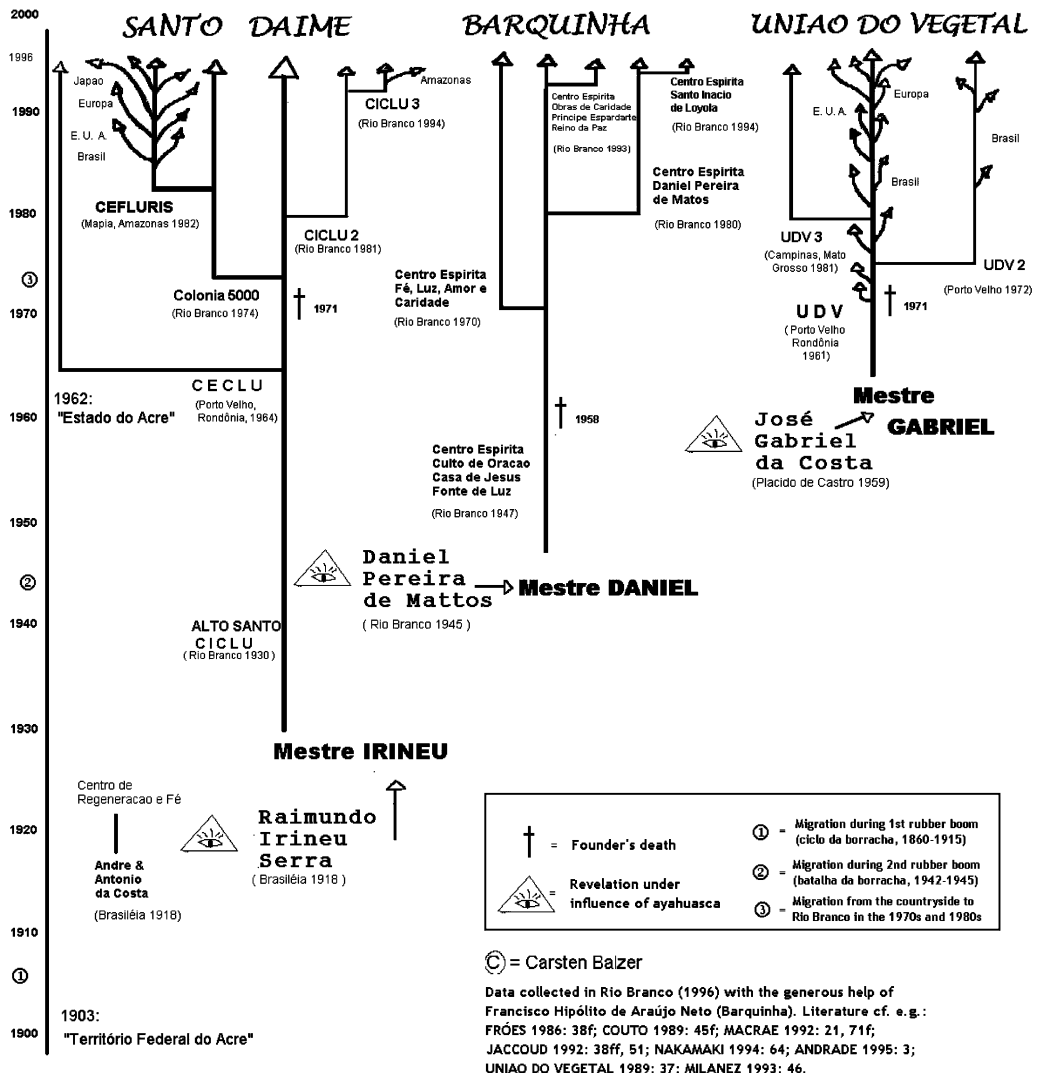 2000
1996
1990
1980
③
1970
1960
1950
②
1940
1930
1920
1910
①
1900
SANTO DAIME
Japao
Europa
E. U. A.
Brasil
CEFLURIS
(Mapia, Amazonas 1982)
Colonia 5000
(Rio Branco 1974)
CICLU 3
(Rio Branco 1994)
Amazonas
CICLU 2
(Rio Branco 1981)
1971
CECLU
(Porto Velho,
Rondônia, 1964)
1962:
"Estado do Acre"
ALTO SANTO
CICLU
( Rio Branco 1930 )
Mestre IRINEU
Raimundo
Irineu
Serra
( Brasiléia 1918 )
Centro de
Regeneracao e Fé
Andre &
Antonio
da Costa
(Brasiléia 1918)
1903:
"Território Federal do Acre"
BARQUINHA
Centro Espirita
Obras de Caridade
Principe Espardarte
Reino da Paz
(Rio Branco 1993)
Centro Espirita
Santo Inacio
de Loyola
(Rio Branco 1994)
Centro Espirita
Daniel Pereira
de Matos
(Rio Branco 1980)
Centro Espirita
Fé, Luz, Amor e
Caridade
(Rio Branco 1970)
1958
Centro Espirita
Culto de Oracao
Casa de Jesus
Fonte de Luz
(Rio Branco 1947)
Daniel
Pereira
de Mattos
( Rio Branco 1945 )
Mestre DANIEL
UNIAO DO VEGETAL
Europa
E. U. A.
Brasil
Brasil
UDV 3
(Campinas, Mato
Grosso 1981)
UDV 2
(Porto Velho 1972)
1971
UDV
( Porto Velho
Rondônia
1961)
Mestre
GABRIEL
José
Gabriel
da Costa
(Placido de Castro 1959)
= Founder's death
= Revelation under
influence of ayahuasca
① = Migration during 1st rubber boom
(ciclo da borracha, 1860-1915)
② = Migration during 2nd rubber boom
(batalha da borracha, 1942-1945)
③ = Migration from the countryside to
Rio Branco in the 1970s and 1980s
© = Carsten Balzer
Data collected in Rio Branco (1996) with the generous help of
Francisco Hipólito de Araújo Neto (Barquinha). Literature cf. e.g.:
FRÓES 1986: 38f; COUTO 1989: 45f; MACRAE 1992: 21, 71f;
JACCOUD 1992: 38ff, 51; NAKAMAKI 1994: 64; ANDRADE 1995: 3;
UNIAO DO VEGETAL 1989: 37; MILANEZ 1993: 46.